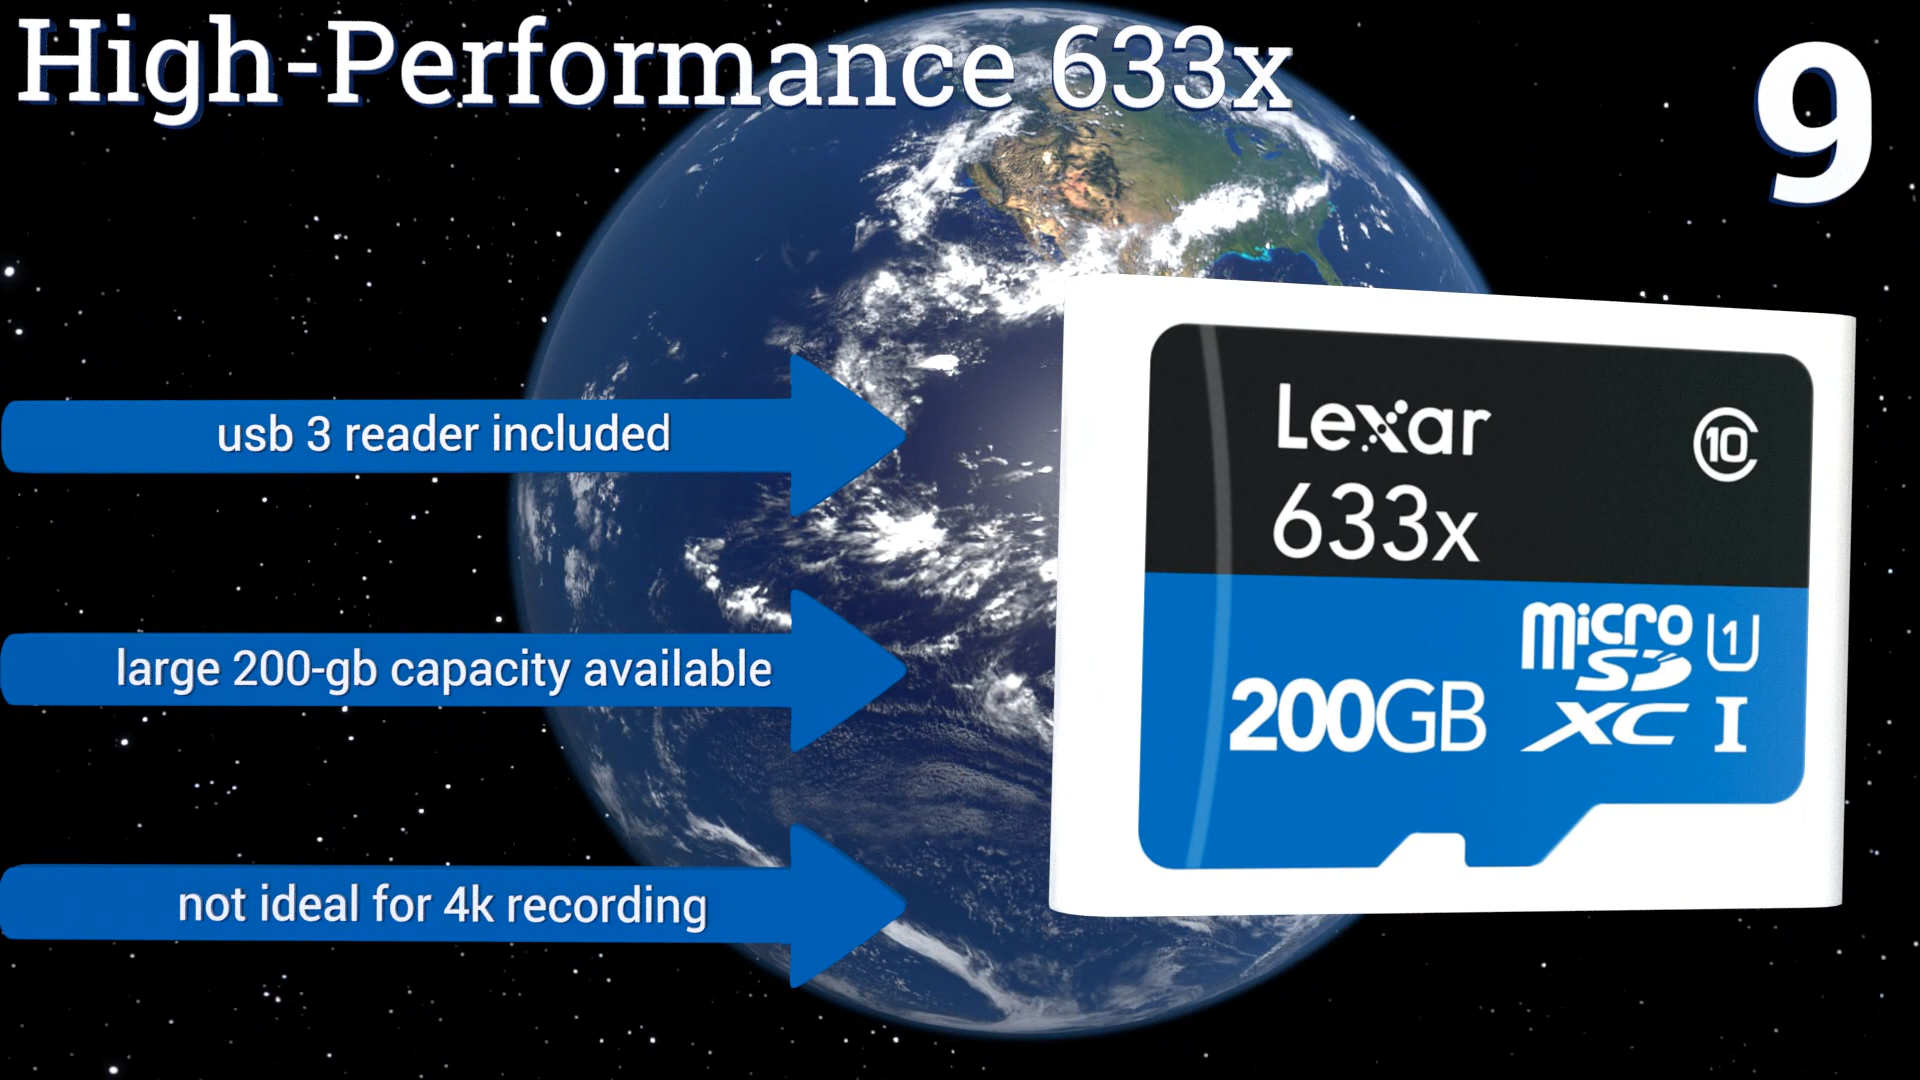 High-Performance 633x
9
usb 3 reader included
large 200-gb capacity available
not ideal for 4k recording
Lexar
10
633x
200GB
micro
SD
XC I
1